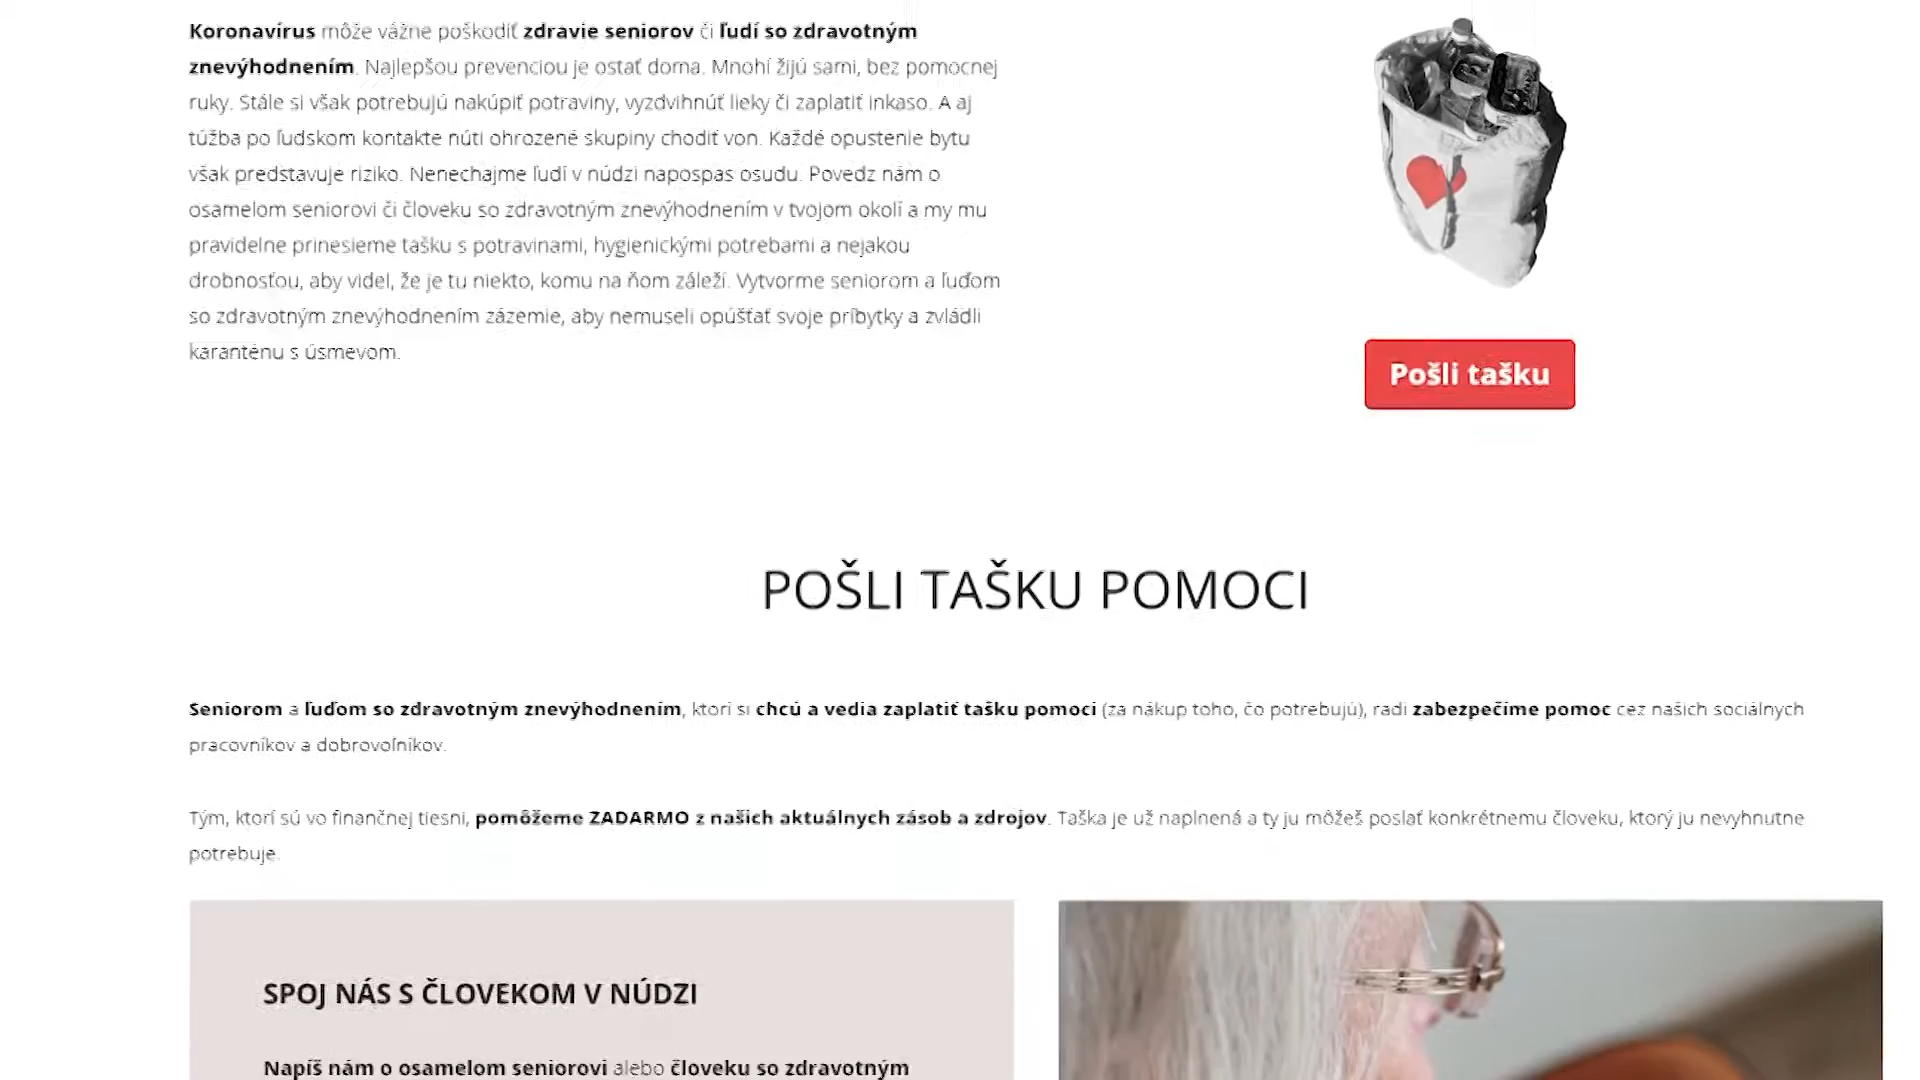 Koronavírus môže vážne poškodiť zdravie seniorov či ľudí so zdravotným
znevýhodnením. Najlepšou prevenciou je ostať doma. Mnohí žijú sami, bez pomocnej
ruky. Stále si však potrebujú nakúpiť potraviny, vyzdvihnúť lieky či zaplatiť inkaso. A aj
túžba po ľudskom kontakte núti ohrozené skupiny chodiť von. Každé opustenie bytu
však predstavuje riziko. Nenechajme ľudí v núdzi napospas osudu. Povedz nám o
osamelom seniorovi či človeku so zdravotným znevýhodnením v tvojom okolí a my mu
pravidelne prinesieme tašku s potravinami, hygienickými potrebami a nejakou
drobnosťou, aby videl, že je tu niekto, komu na ňom záleží. Vytvorme seniorom a ľuďom
so zdravotným znevýhodnením zázemie, aby nemuseli opúšťať svoje príbytky a zvládli
karanténu s úsmevom.
Pošli tašku
POŠLI TAŠKU POMOCI
Seniorom a ľuďom so zdravotným znevýhodnením, ktorí si chcú a vedia zaplatiť tašku pomoci (za nákup toho, čo potrebujú), radi zabezpečíme pomoc cez našich sociálnych
pracovníkov a dobrovoľníkov.
Tým, ktorí sú vo finančnej tiesni, pomôžeme ZADARMO z našich aktuálnych zásob a zdrojov. Taška je už naplnená a ty ju môžeš poslať konkrétnemu človeku, ktorý ju nevyhnutne
potrebuje.
SPOJ NÁS S ČLOVEKOM V NÚDZI
Napíš nám o osamelom seniorovi alebo človeku so zdravotným